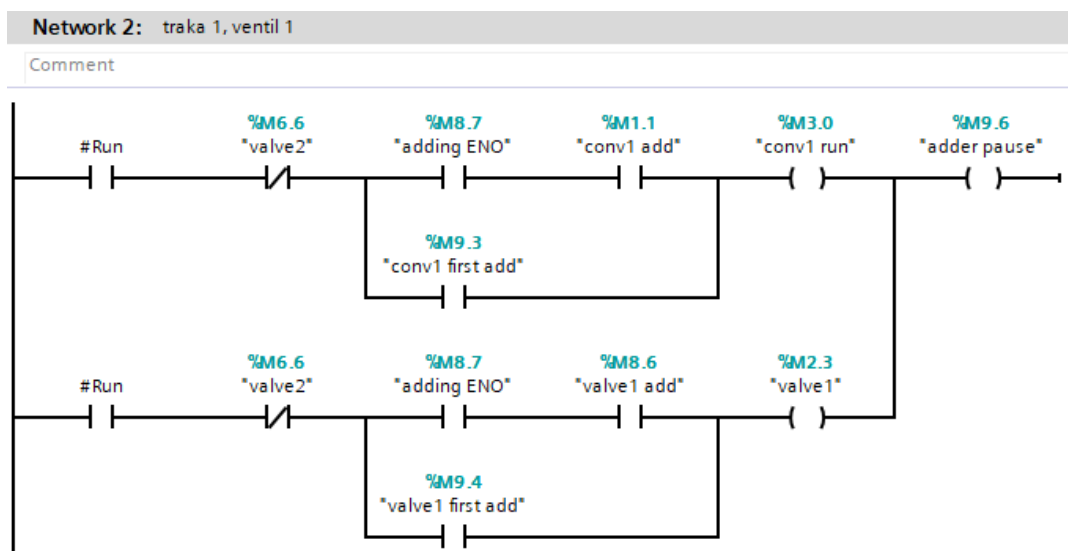 Network 2: traka 1, ventil 1
Comment
%M6.6 %M8.7 %M1.1 %M3.0 %M9.6
#Run "valve2" "adding ENO" "conv1 add" "conv1 run" "adder pause"
%M9.3
"conv1 first add"
%M6.6 %M8.7 %M8.6 %M2.3
#Run "valve2" "adding ENO" "valve1 add" "valve1"
%M9.4
"valve1 first add"